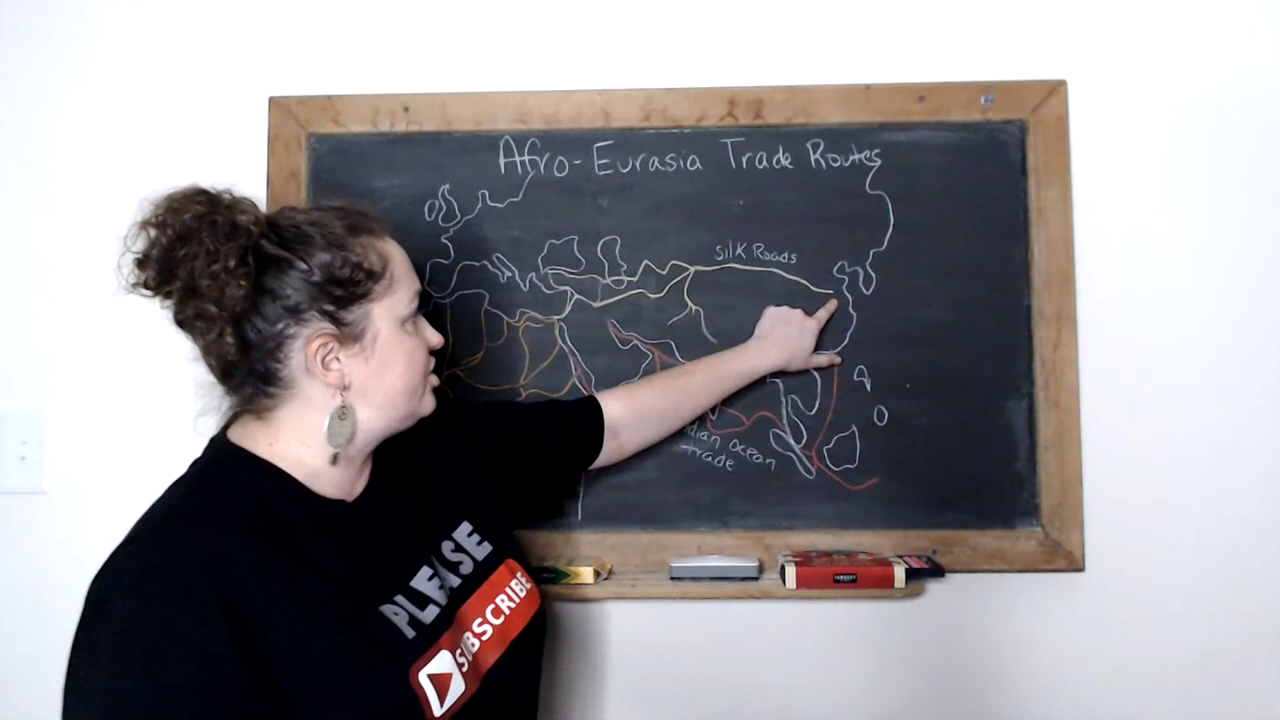 Afro-Eurasia Trade Routes
Silk Roads
dian Ocean
trade
PLEASE
SUBSCRIBE